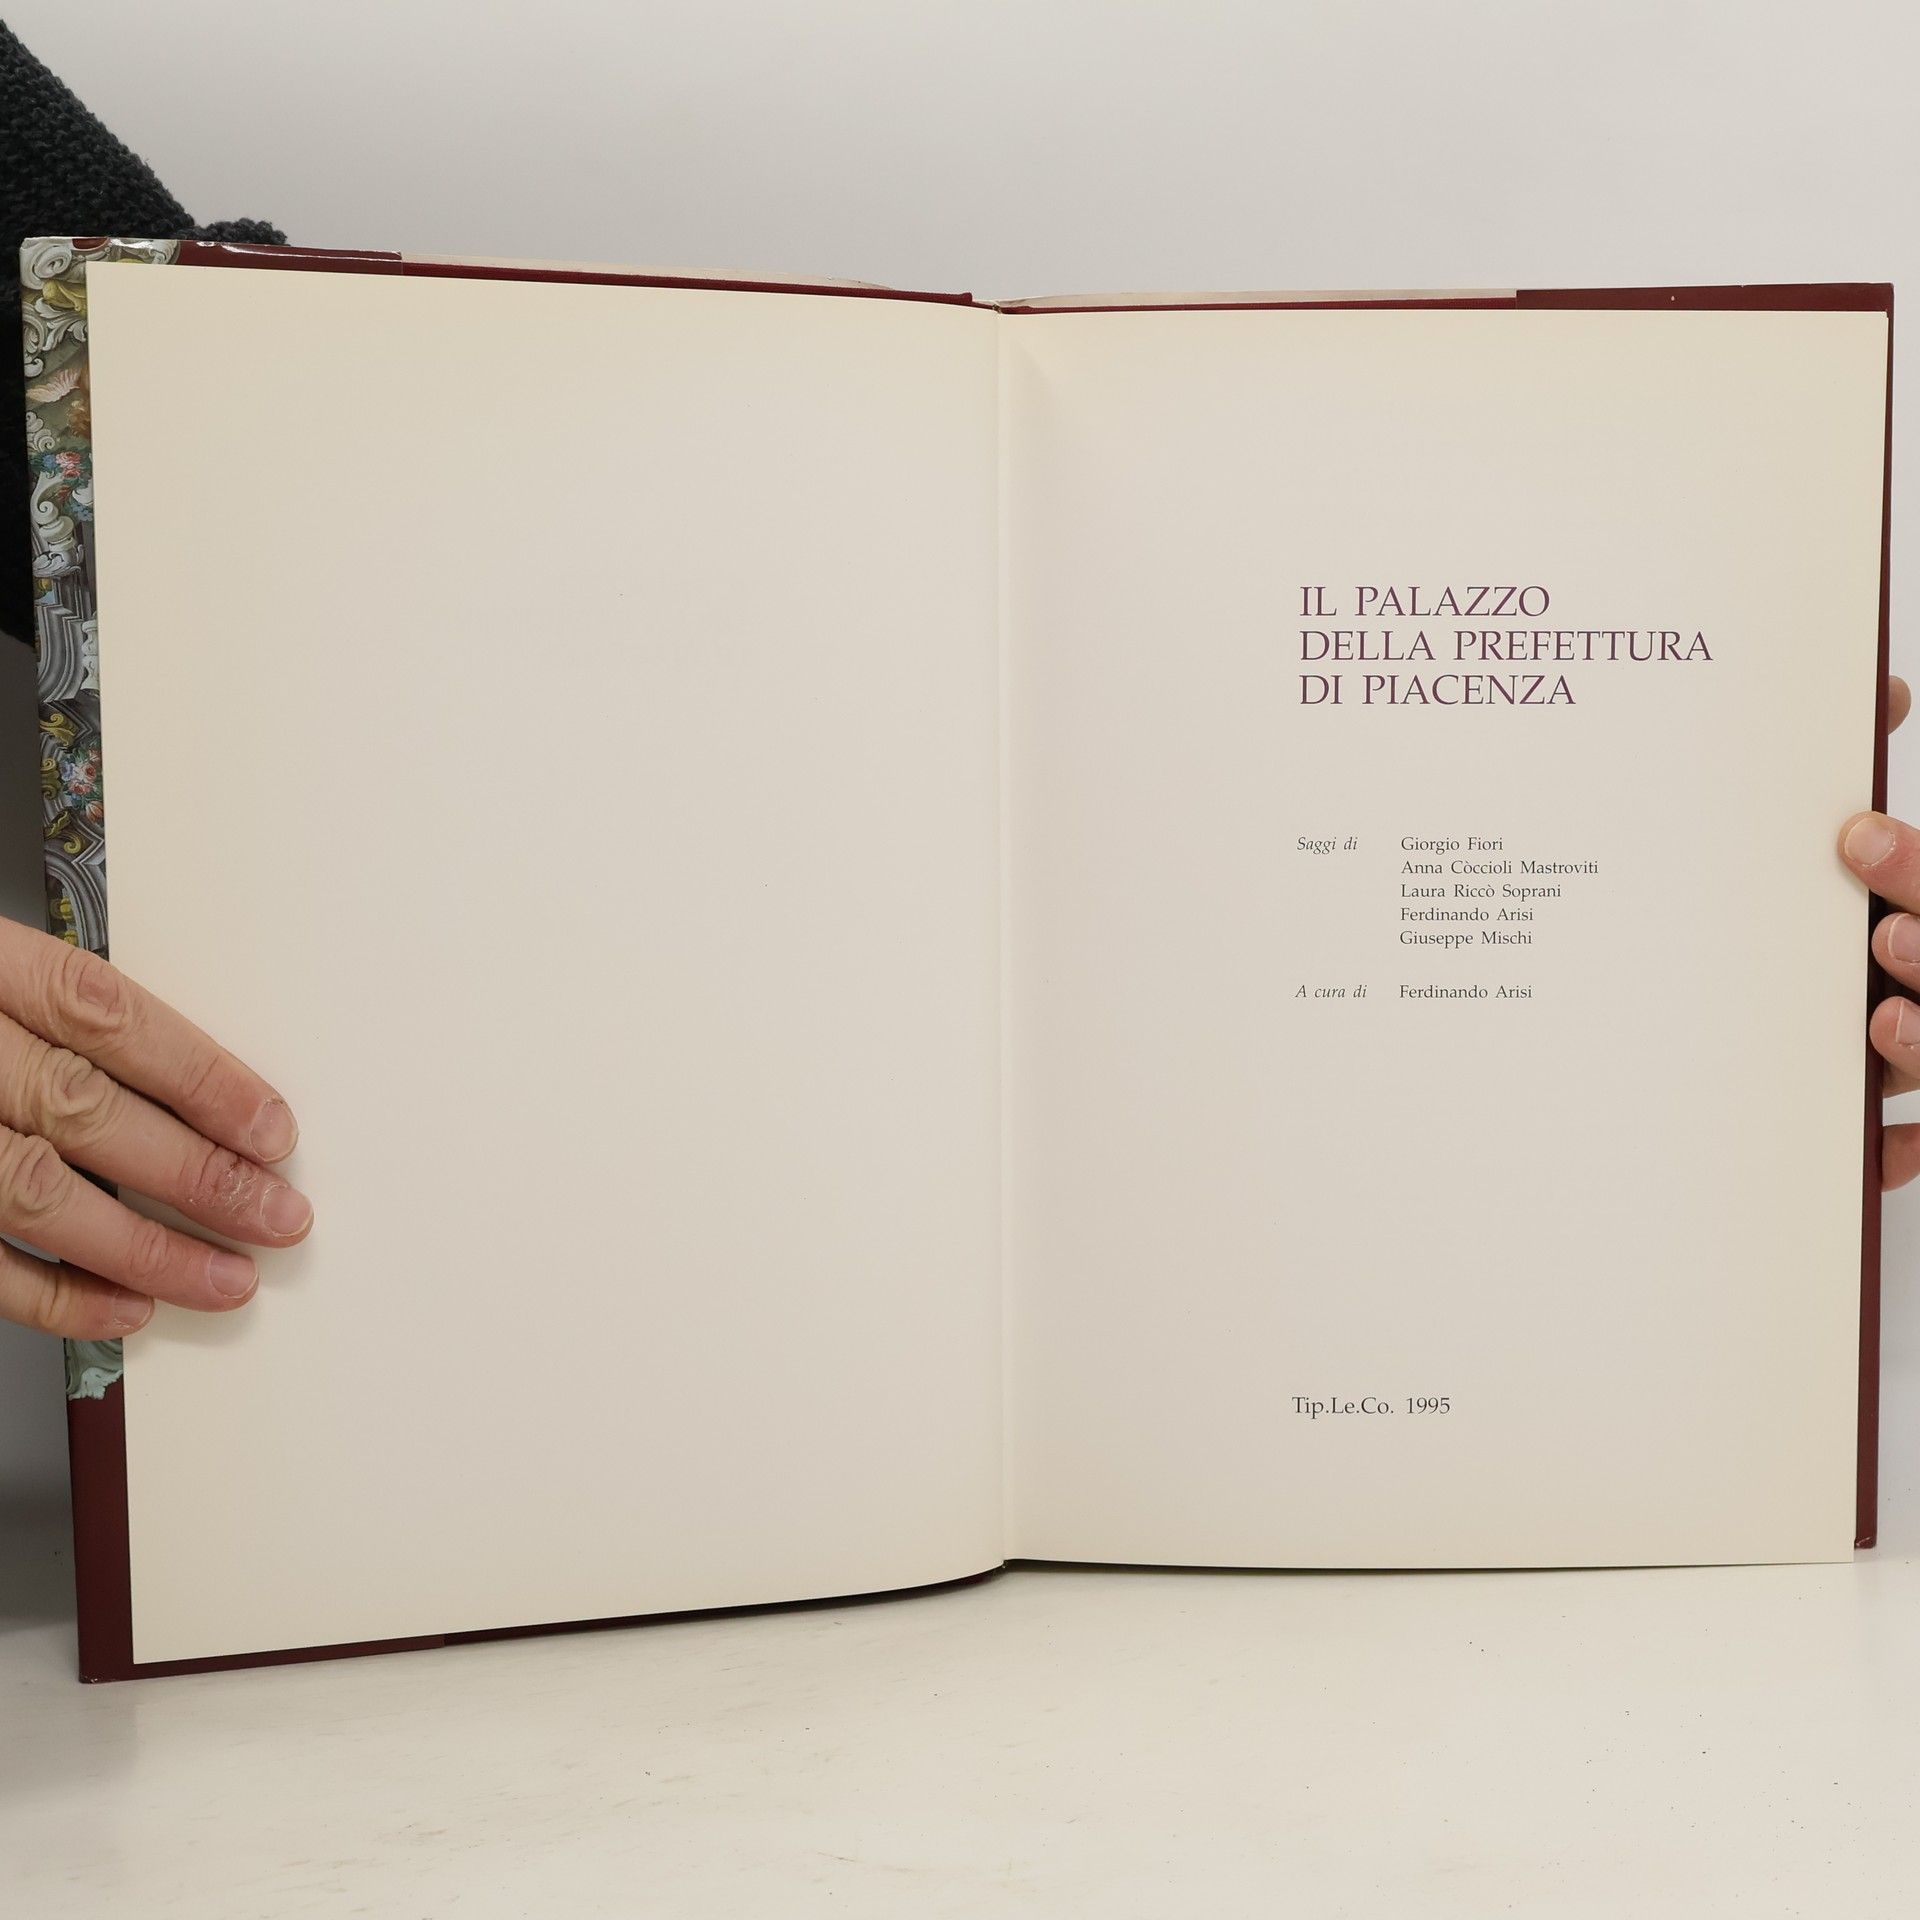 IL PALAZZO
DELLA PREFETTURA
DI PIACENZA
Saggi di Giorgio Fiori
Anna Còccioli Mastroviti
Laura Riccò Soprani
Ferdinando Arisi
Giuseppe Mischi
A cura di Ferdinando Arisi
Tip.Le.Co. 1995